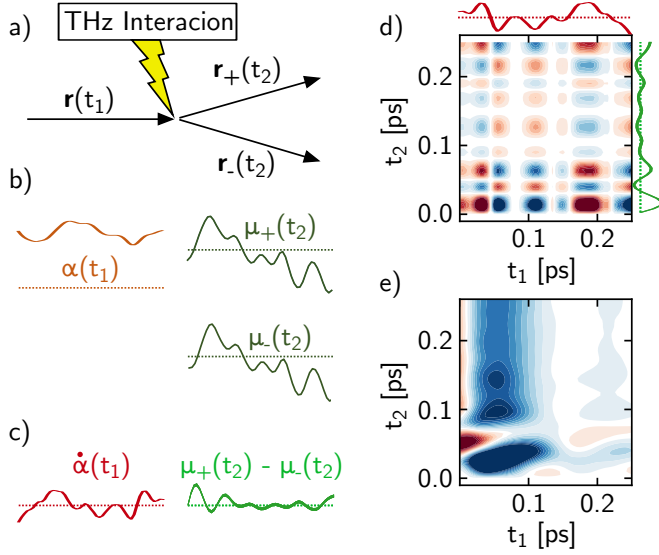 a)
THz Interacion
r(t₁)
r₊(t₂)
r₋(t₂)
b)
α(t₁)
μ₊(t₂)
μ₋(t₂)
c)
α̇(t₁)
μ₊(t₂) - μ₋(t₂)
d)
t₂ [ps]
0.2
0.1
0.0
0.1
0.2
t₁ [ps]
e)
t₂ [ps]
0.2
0.1
0.0
0.1
0.2
t₁ [ps]